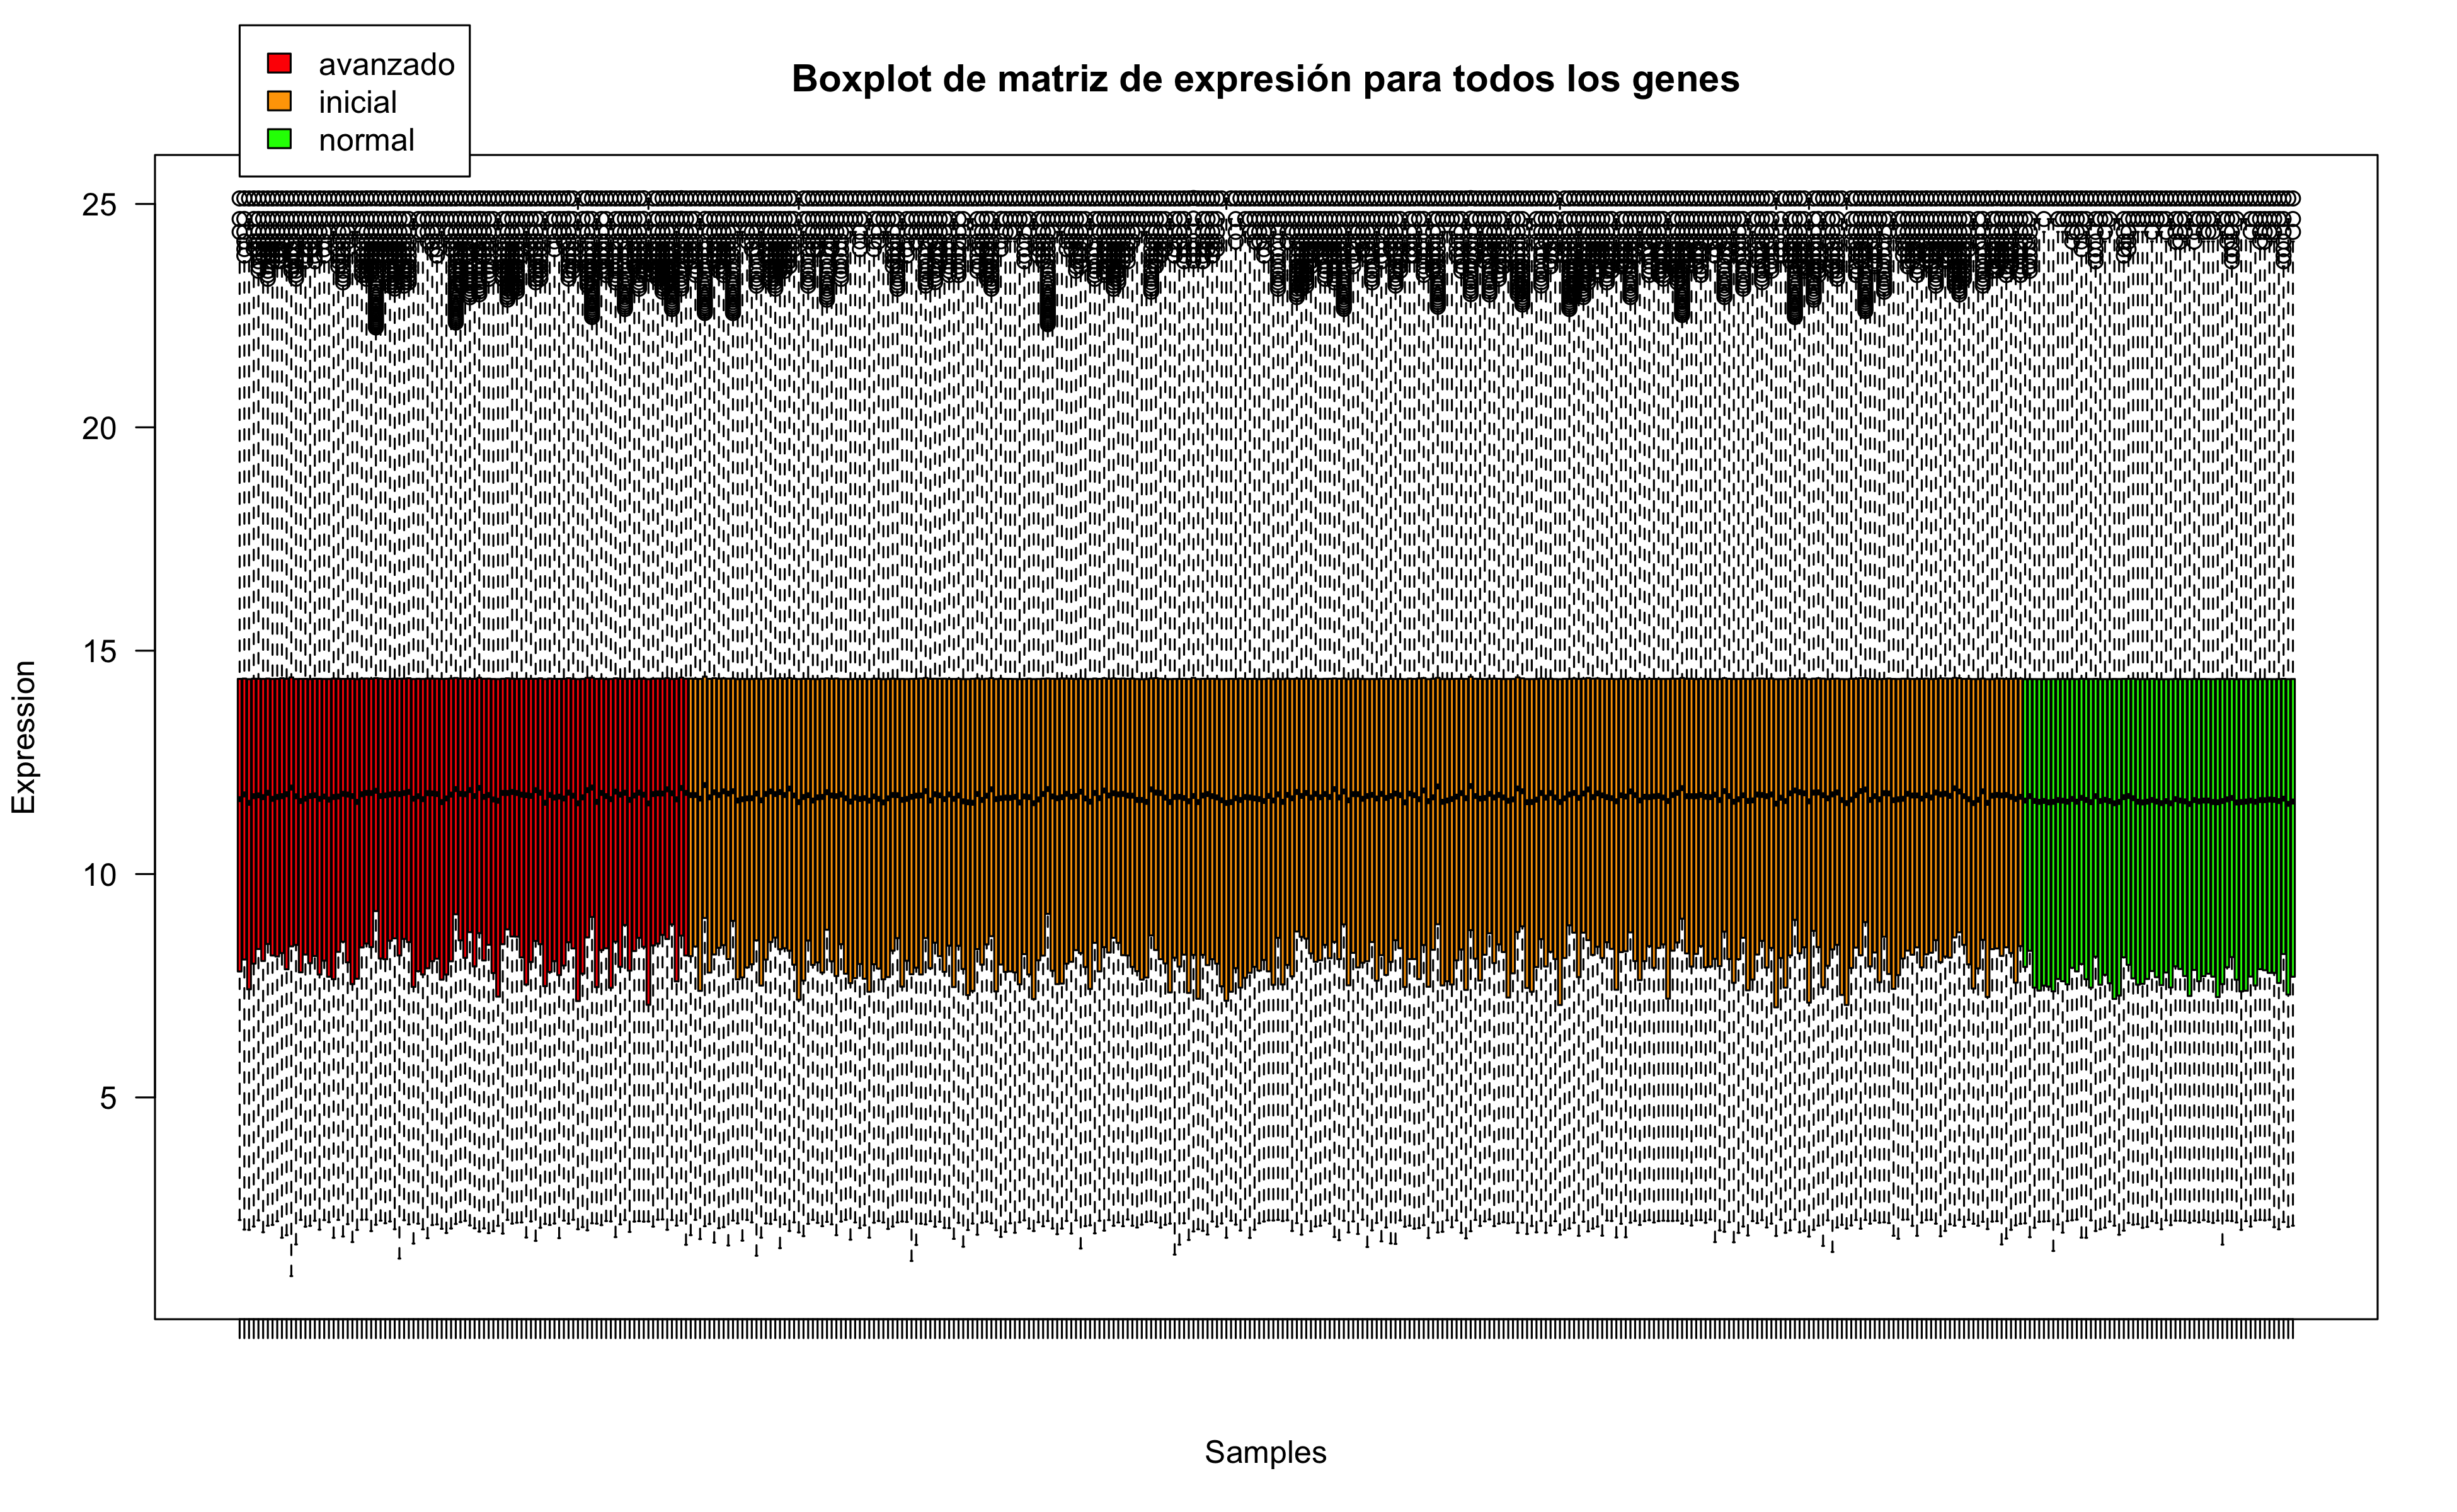 avanzado
inicial
normal
Boxplot de matriz de expresión para todos los genes
25
20
15
10
5
Expression
Samples